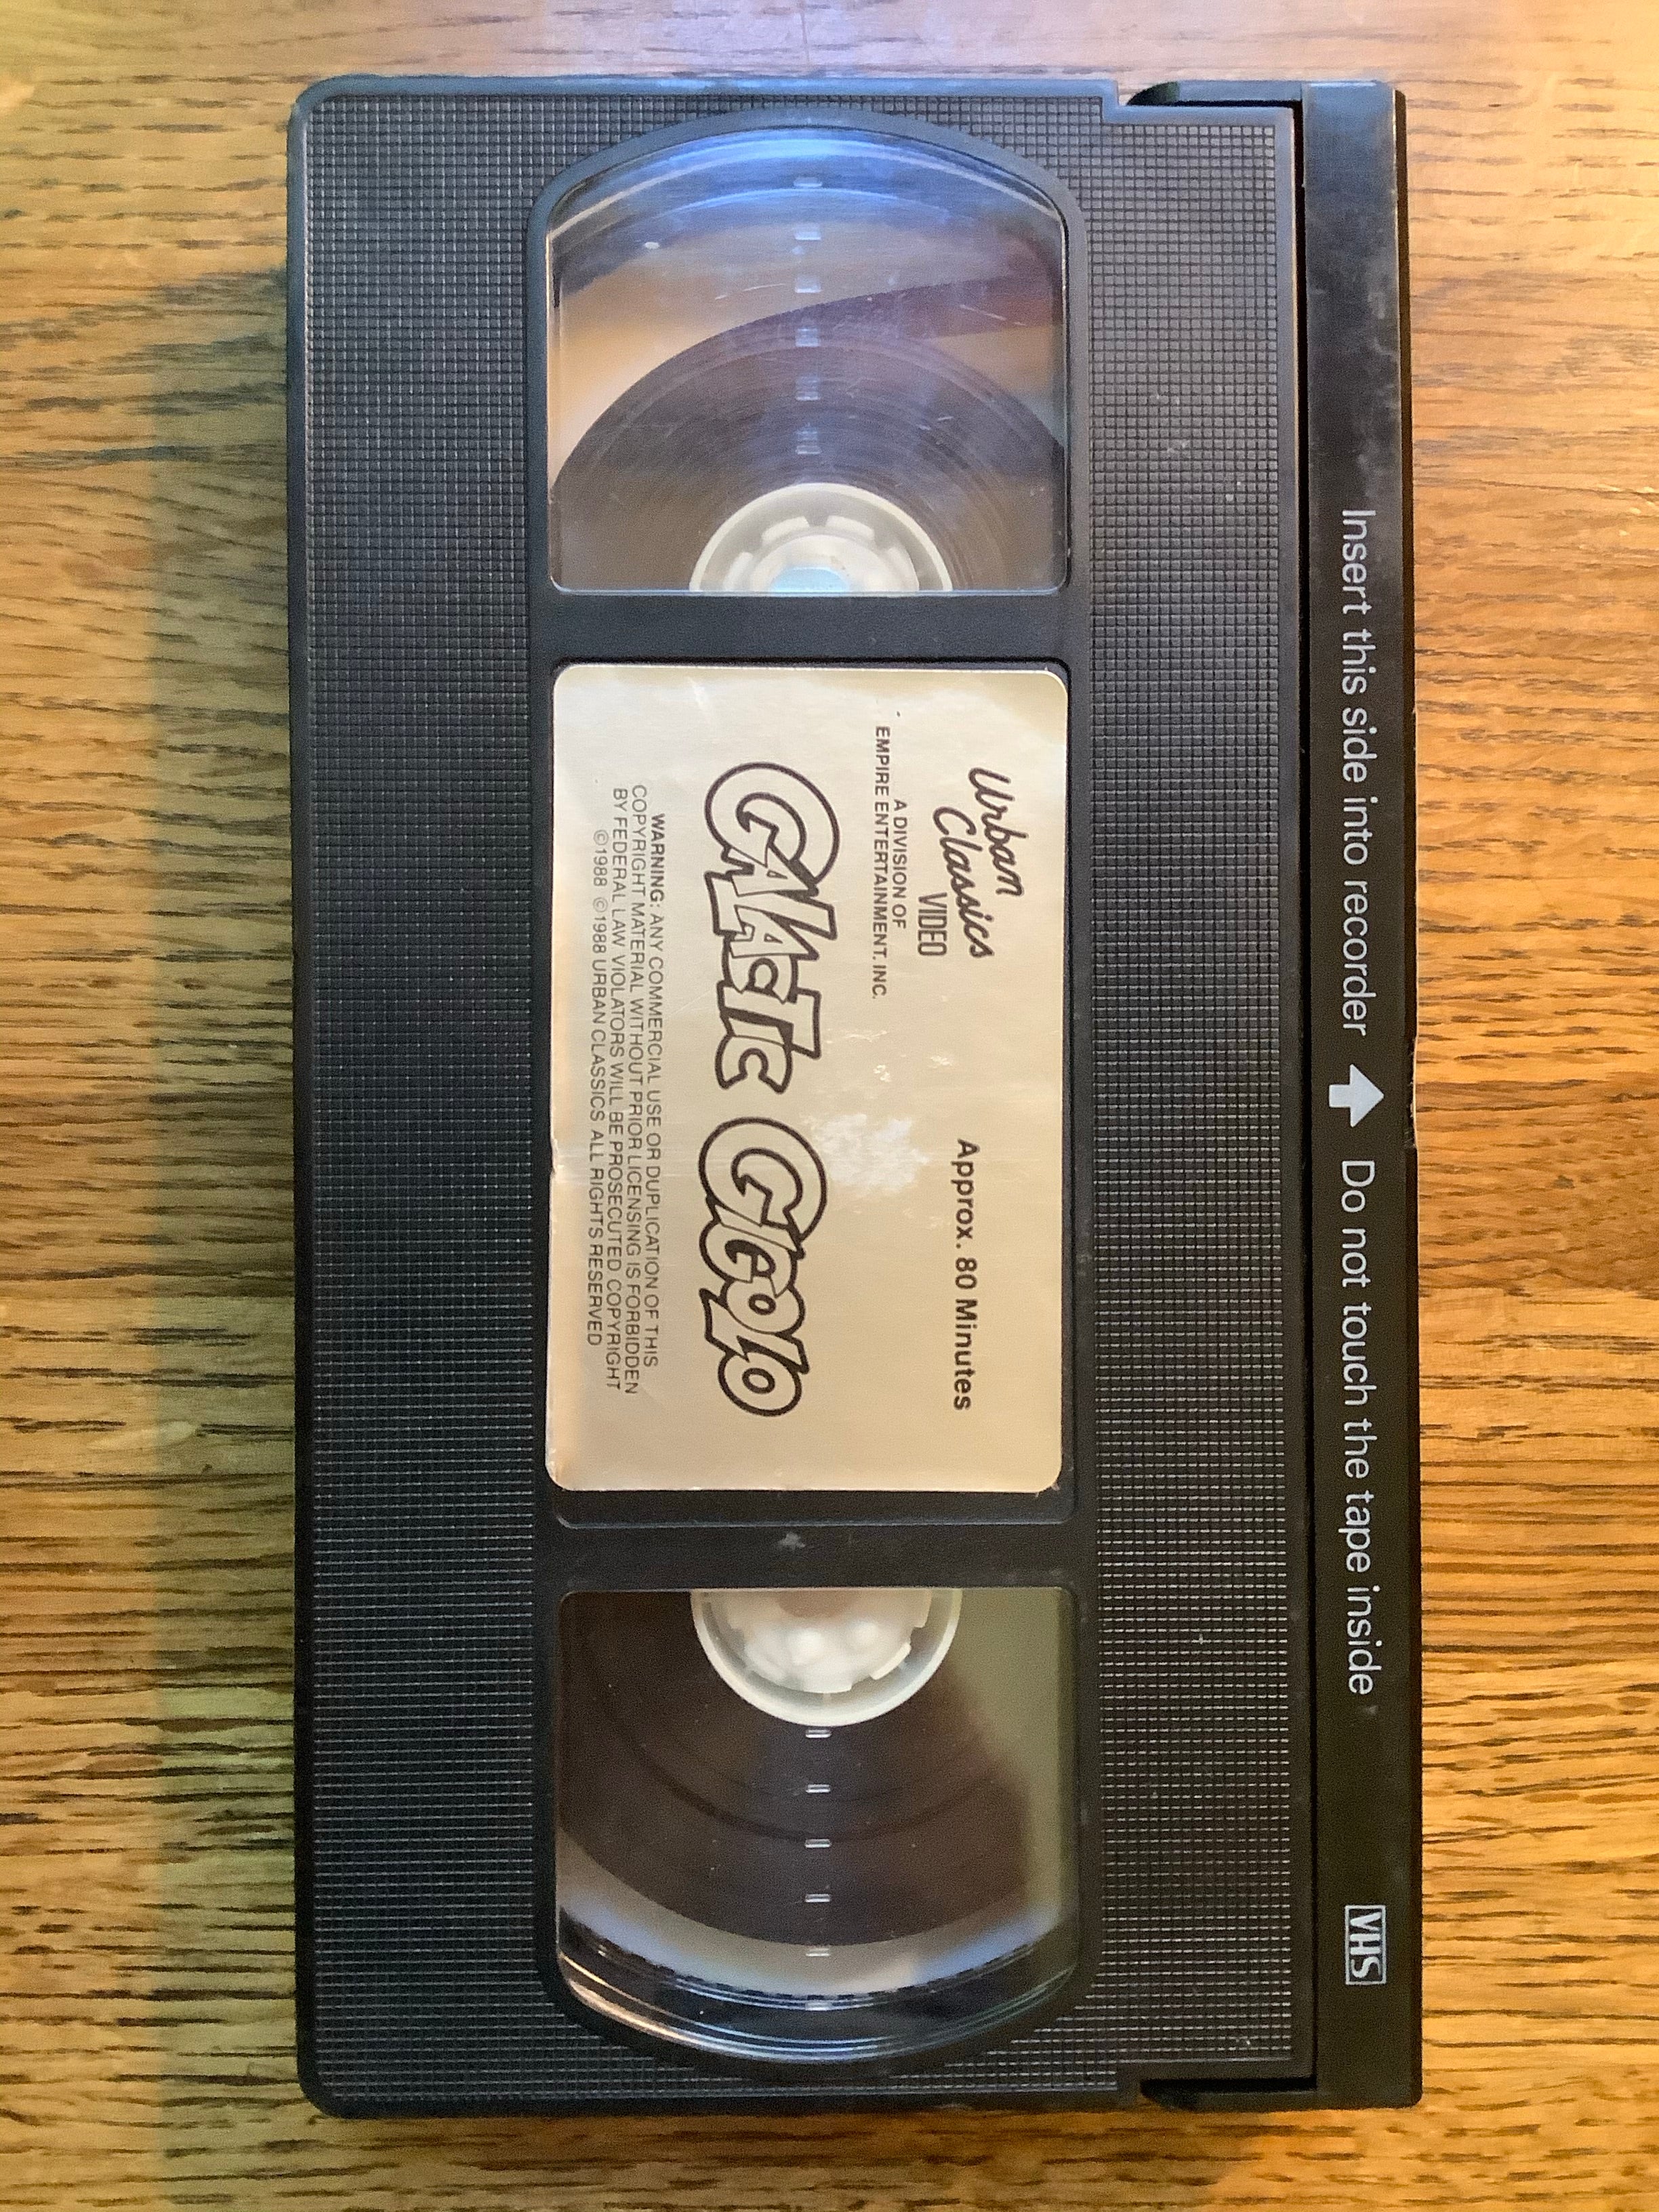 Insert this side into recorder ⬆ Do not touch the tape inside
VHS
Urban
Classics
VIDEO
A DIVISION OF
EMPIRE ENTERTAINMENT, INC.
Approx. 80 Minutes
GALACTIC GIGOLO
WARNING: ANY COMMERCIAL USE OR DUPLICATION OF THIS
COPYRIGHT MATERIAL WITHOUT PRIOR LICENSING IS FORBIDDEN
BY FEDERAL LAW VIOLATORS WILL BE PROSECUTED. COPYRIGHT
©1988 ©1988 URBAN CLASSICS ALL RIGHTS RESERVED